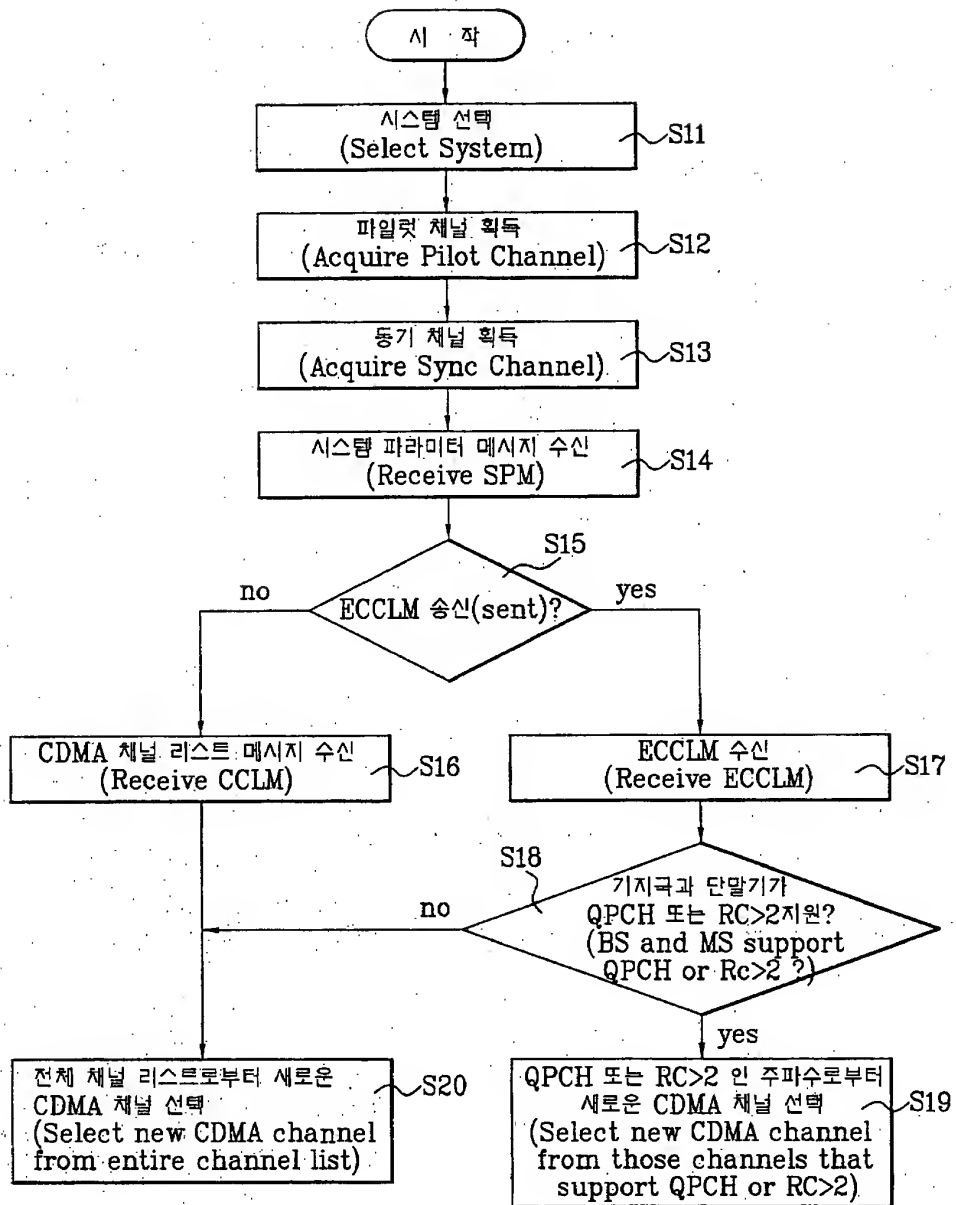 시 작
시스템 선택
(Select System)
S11
파일럿 채널 획득
(Acquire Pilot Channel)
S12
동기 채널 획득
(Acquire Sync Channel)
S13
시스템 파라미터 메시지 수신
(Receive SPM)
S14
S15
no
ECCLM 송신(sent)?
yes
CDMA 채널 리스트 메시지 수신
(Receive CCLM)
S16
ECCLM 수신
(Receive ECCLM)
S17
S18
no
기지국과 단말기가
QPCH 또는 RC>2지원?
(BS and MS support
QPCH or Rc>2 ?)
yes
전체 채널 리스트로부터 새로운
CDMA 채널 선택
(Select new CDMA channel
from entire channel list)
S20
QPCH 또는 RC>2 인 주파수로부터
새로운 CDMA 채널 선택
(Select new CDMA channel
from those channels that
support QPCH or RC>2)
S19